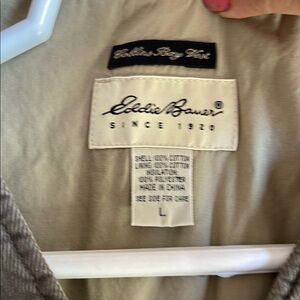 Collins Bay Vest
Eddie Bauer®
SINCE 1920
SHELL 100% COTTON
LINING 100% COTTON
INSULATION
100% POLYESTER
MADE IN CHINA
SEE SIDE FOR CARE
L